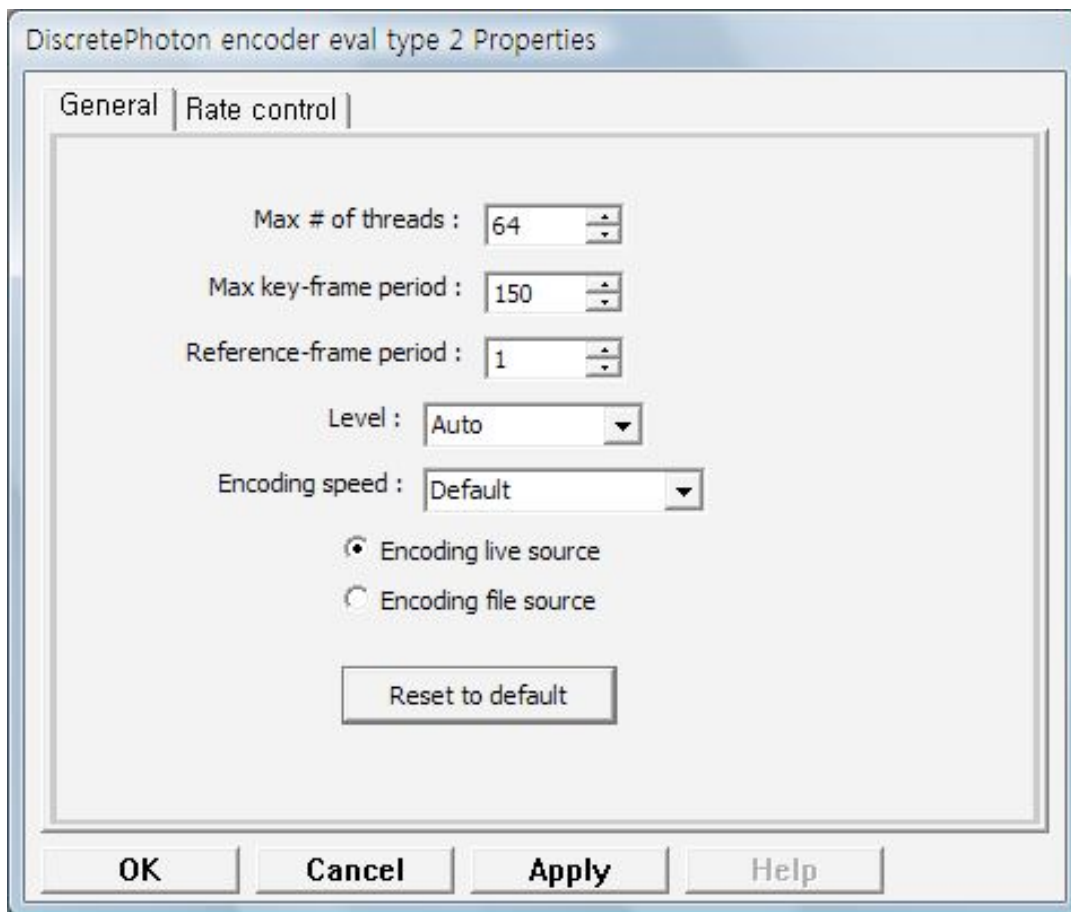 DiscretePhoton encoder eval type 2 Properties
General Rate control
Max # of threads : 64
Max key-frame period : 150
Reference-frame period : 1
Level : Auto
Encoding speed : Default
Encoding live source
Encoding file source
Reset to default
OK Cancel Apply Help